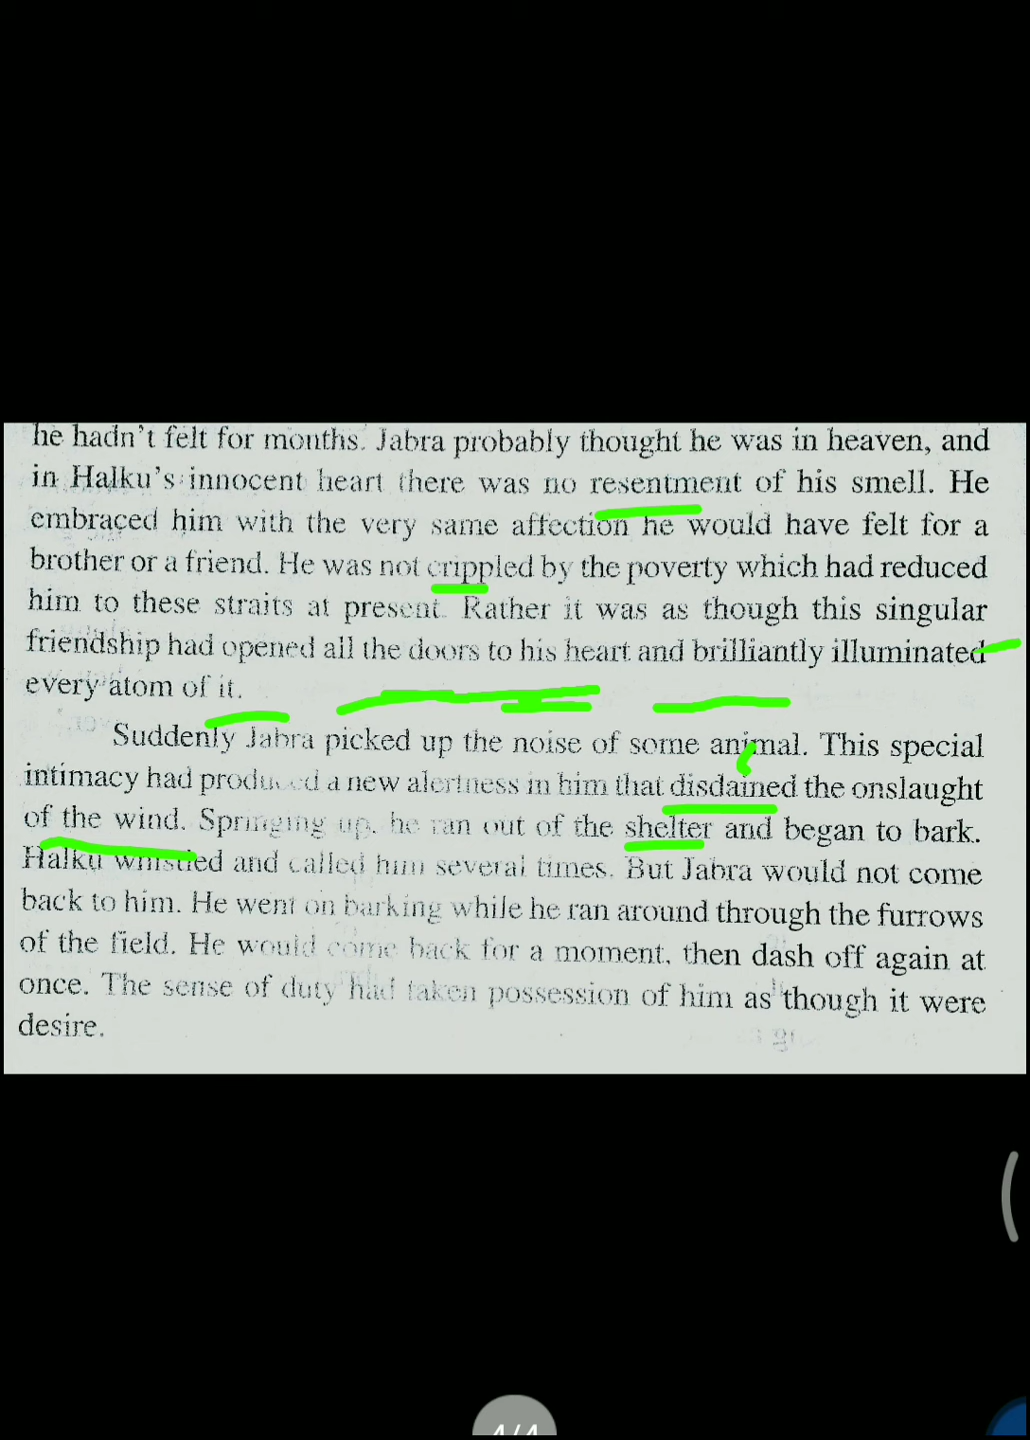 he hadn't felt for months. Jabra probably thought he was in heaven, and
in Halku's innocent heart there was no resentment of his smell. He
embraced him with the very same affection he would have felt for a
brother or a friend. He was not crippled by the poverty which had reduced
him to these straits at present. Rather it was as though this singular
friendship had opened all the doors to his heart and brilliantly illuminated
every atom of it.
Suddenly Jabra picked up the noise of some animal. This special
intimacy had produced a new alertness in him that disdained the onslaught
of the wind. Springing up, he ran out of the shelter and began to bark.
Halku whistled and called him several times. But Jabra would not come
back to him. He went on barking while he ran around through the furrows
of the field. He would come back for a moment, then dash off again at
once. The sense of duty had taken possession of him as though it were
desire.
4/4